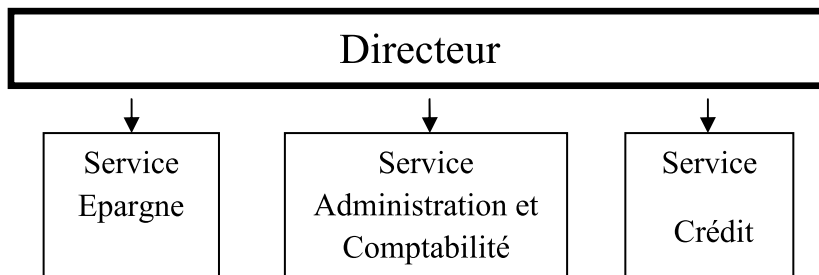 Directeur
Service
Epargne
Service
Administration et
Comptabilité
Service
Crédit